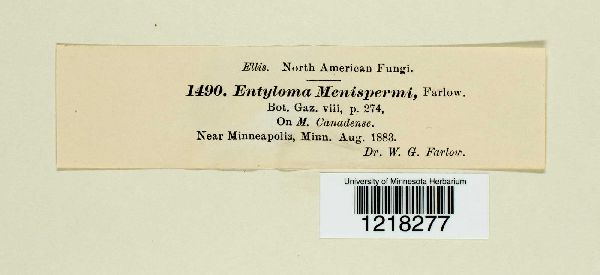 Ellis. North American Fungi.
1490. Entyloma Menispermi, Farlow.
Bot. Gaz. viii, p. 274,
On M. Canadense.
Near Minneapolis, Minn. Aug. 1883.
Dr. W. G. Farlow.
University of Minnesota Herbarium
1218277